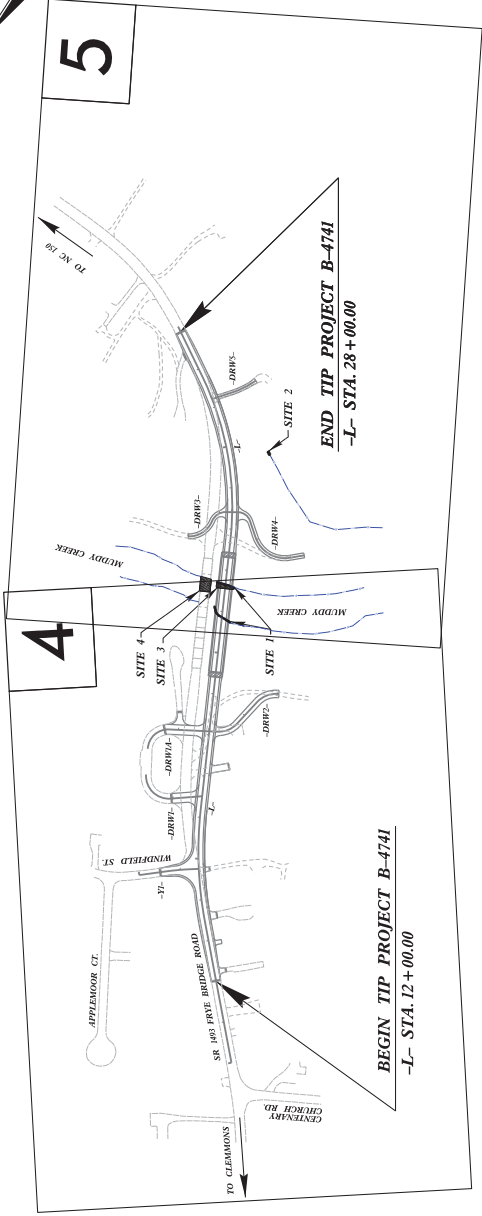 5
TO NC 150
END TIP PROJECT B-4741
-L- STA. 28 + 00.00
-DRW5-
-L-
SITE 2
-DRW3-
-DRW4-
MUDDY CREEK
4
SITE 4
SITE 3
SITE 1
MUDDY CREEK
-DRW1A-
-DRW2-
-DRW1-
-L-
WINDFIELD ST.
-Y1-
APPLEMOOR CT.
SR 1493 FRYE BRIDGE ROAD
BEGIN TIP PROJECT B-4741
-L- STA. 12 + 00.00
CENTENARY
CHURCH RD.
TO CLEMMONS